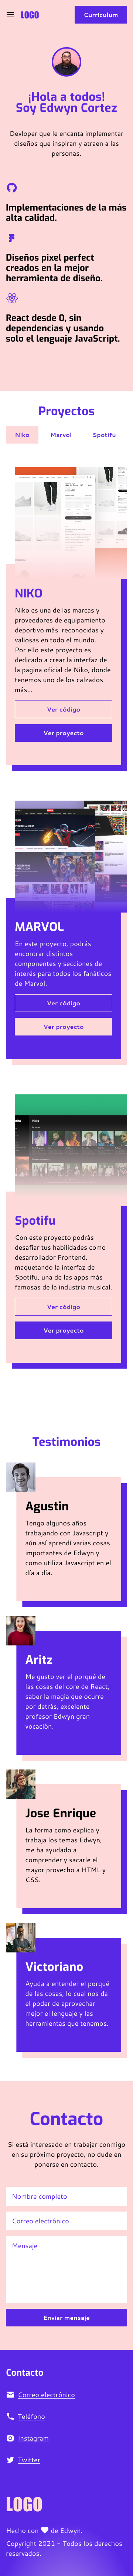 LOGO
Currículum
¡Hola a todos!
Soy Edwyn Cortez
Devloper que le encanta implementar
diseños que inspiran y atraen a las
personas.
Implementaciones de la más
alta calidad.
Diseños pixel perfect
creados en la mejor
herramienta de diseño.
React desde 0, sin
dependencias y usando
solo el lenguaje JavaScript.
Proyectos
Niko
Marvol
Spotifu
NIKO
Niko es una de las marcas y
proveedores de equipamiento
deportivo más reconocidas y
valiosas en todo el mundo.
Por ello este proyecto es
dedicado a crear la interfaz de
la pagina oficial de Niko, donde
tenemos uno de los calzados
más...
Ver código
Ver proyecto
MARVOL
En este proyecto, podrás
encontrar distintos
componentes y secciones de
interés para todos los fanáticos
de Marvol.
Ver código
Ver proyecto
Spotifu
Con este proyecto podrás
desafiar tus habilidades como
desarrollador Frontend,
maquetando la interfaz de
Spotifu, una de las apps más
famosas de la industria musical.
Ver código
Ver proyecto
Testimonios
Agustin
Tengo algunos años
trabajando con Javascript y
aún así aprendí varias cosas
importantes de Edwyn y
como utiliza Javascript en el
día a día.
Aritz
Me gusto ver el porqué de
las cosas del core de React,
saber la magia que ocurre
por detrás, excelente
profesor Edwyn gran
vocación.
Jose Enrique
La forma como explica y
trabaja los temas Edwyn,
me ha ayudado a
comprender y sacarle el
mayor provecho a HTML y
CSS.
Victoriano
Ayuda a entender el porqué
de las cosas, lo cual nos da
el poder de aprovechar
mejor el lenguaje y las
herramientas que tenemos.
Contacto
Si está interesado en trabajar conmigo
en su próximo proyecto, no dude en
ponerse en contacto.
Nombre completo
Correo electrónico
Mensaje
Enviar mensaje
Contacto
Correo electrónico
Teléfono
Instagram
Twitter
LOGO
Hecho con de Edwyn.
Copyright 2021 - Todos los derechos
reservados.